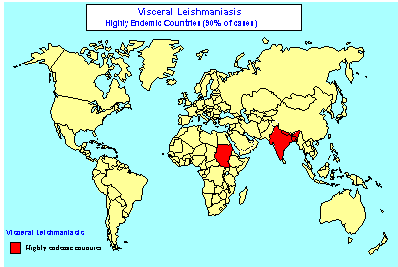 Visceral Leishmaniasis
Highly Endemic Countries (90% of cases)
Visceral Leishmaniasis
Highly endemic countries